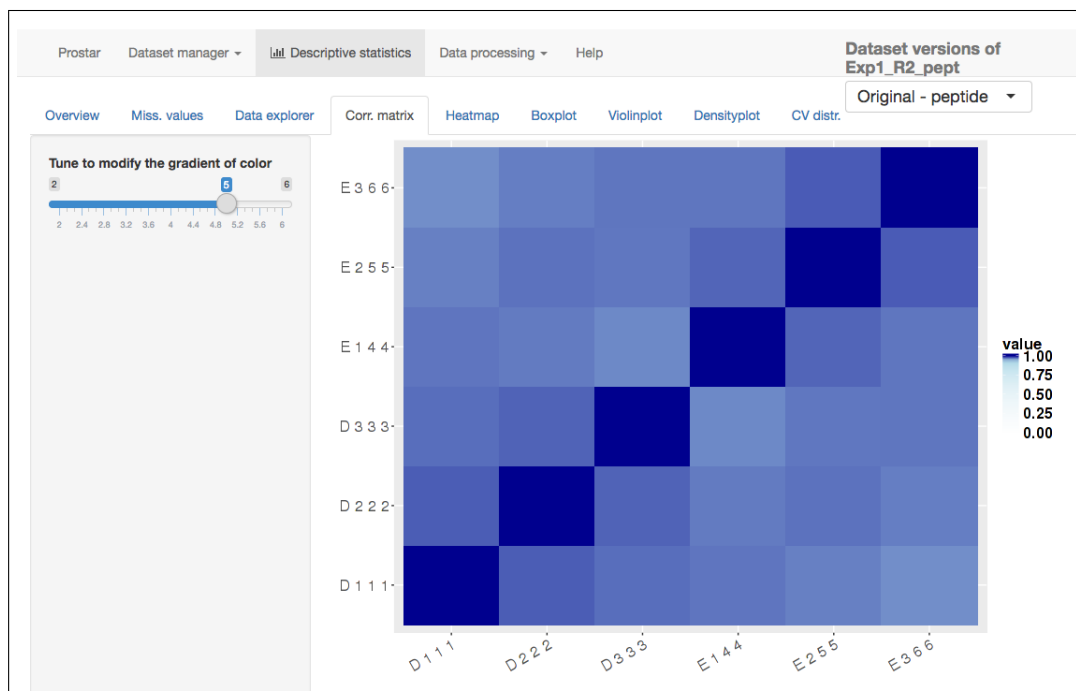 Prostar Dataset manager Descriptive statistics Data processing Help
Dataset versions of
Exp1_R2_pept
Original - peptide
Overview Miss. values Data explorer Corr. matrix Heatmap Boxplot Violinplot Densityplot CV distr.
Tune to modify the gradient of color
2 5 6
2 2.4 2.8 3.2 3.6 4 4.4 4.8 5.2 5.6 6
E 3 6 6
E 2 5 5
E 1 4 4
D 3 3 3
D 2 2 2
D 1 1 1
D 1 1 1 D 2 2 2 D 3 3 3 E 1 4 4 E 2 5 5 E 3 6 6
value
1.00
0.75
0.50
0.25
0.00